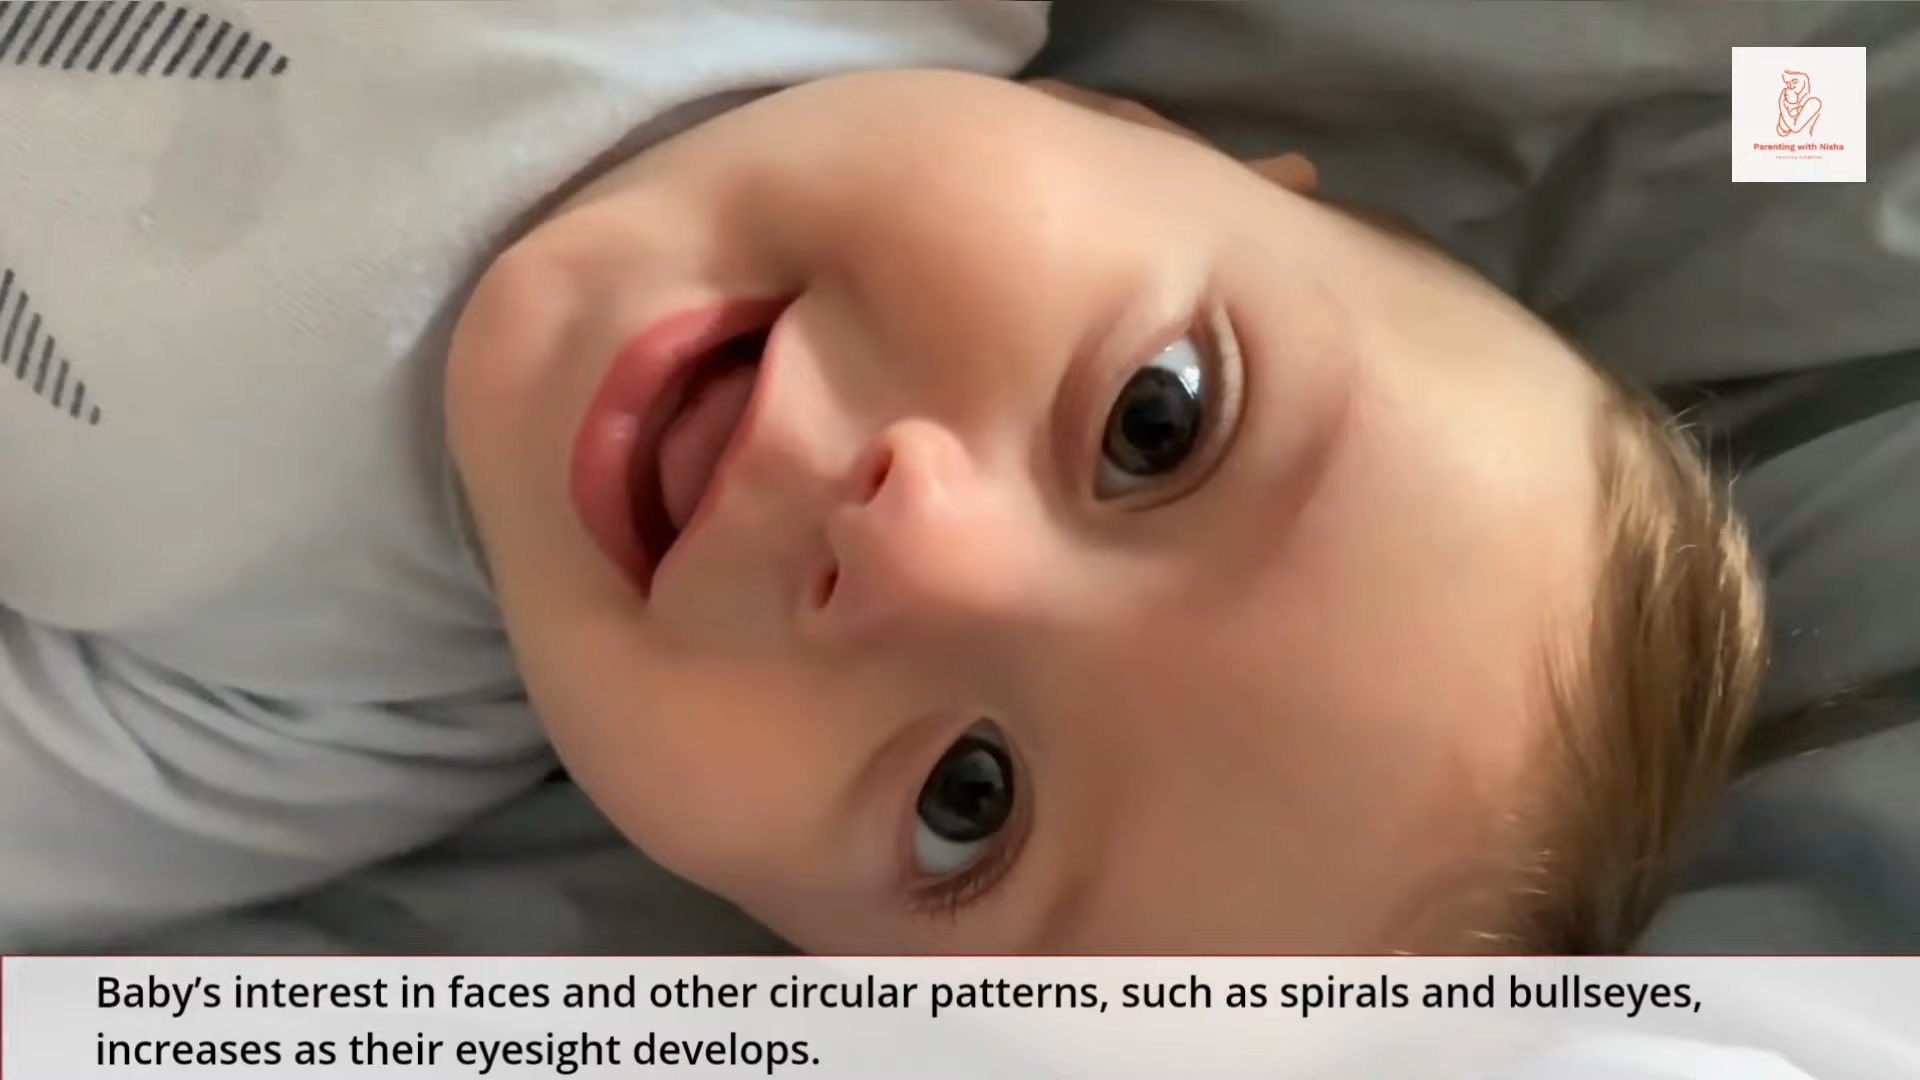 Parenting with Nisha
Baby’s interest in faces and other circular patterns, such as spirals and bullseyes,
increases as their eyesight develops.